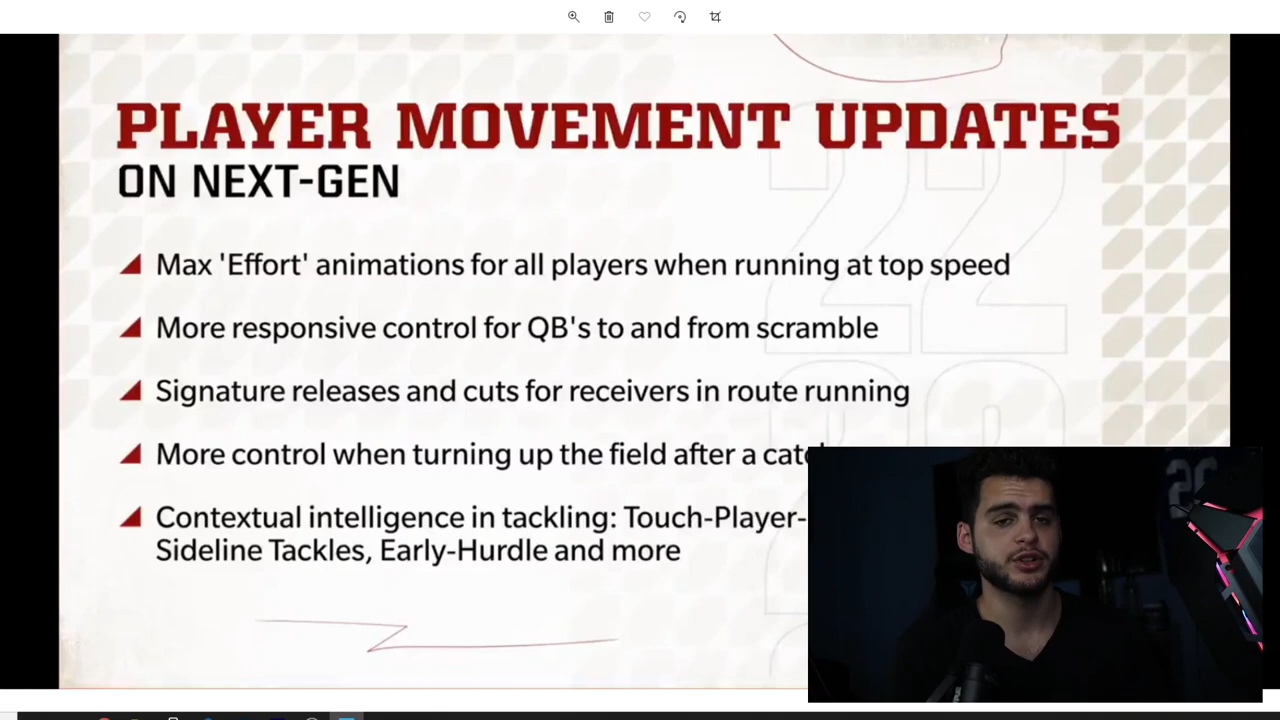 PLAYER MOVEMENT UPDATES
ON NEXT-GEN
Max 'Effort' animations for all players when running at top speed
More responsive control for QB's to and from scramble
Signature releases and cuts for receivers in route running
More control when turning up the field after a
Contextual intelligence in tackling: Touch-Player-
Sideline Tackles, Early-Hurdle and more
22